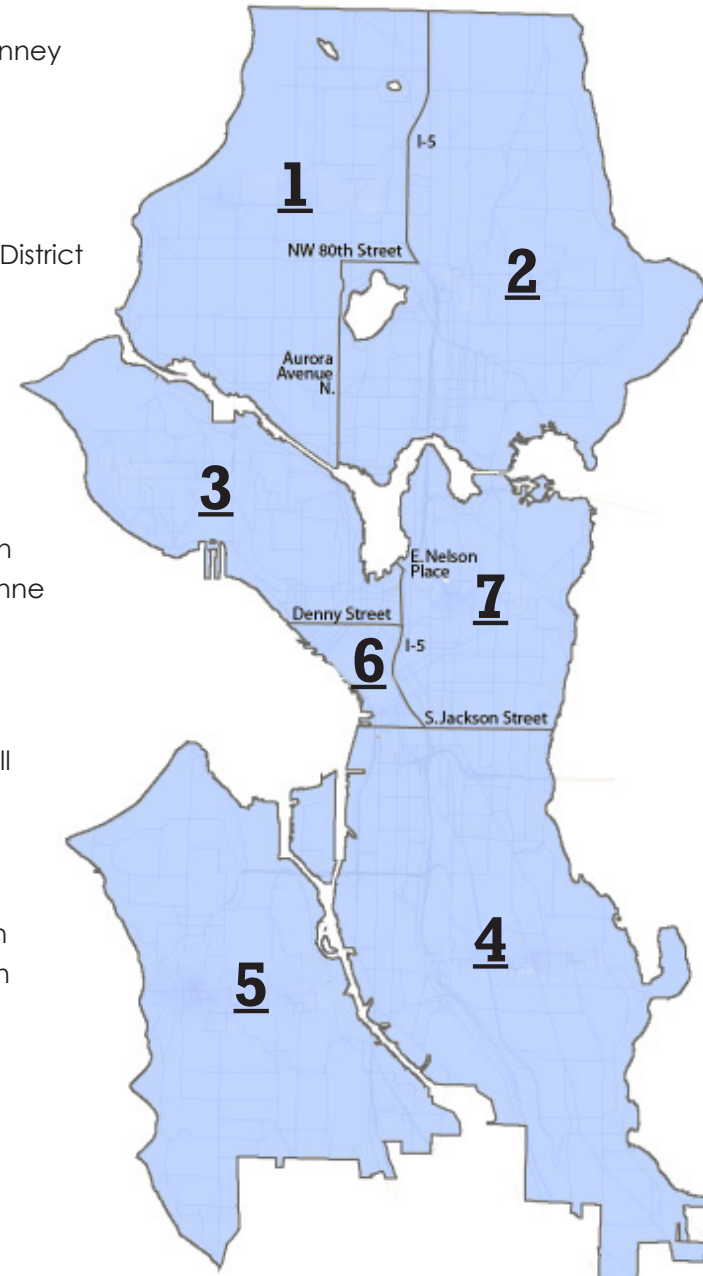 nney
District
n
nne
ll
n
n
1
I-5
NW 80th Street
2
Aurora
Avenue
N.
3
E. Nelson
Place
7
Denny Street
I-5
6
S. Jackson Street
4
5